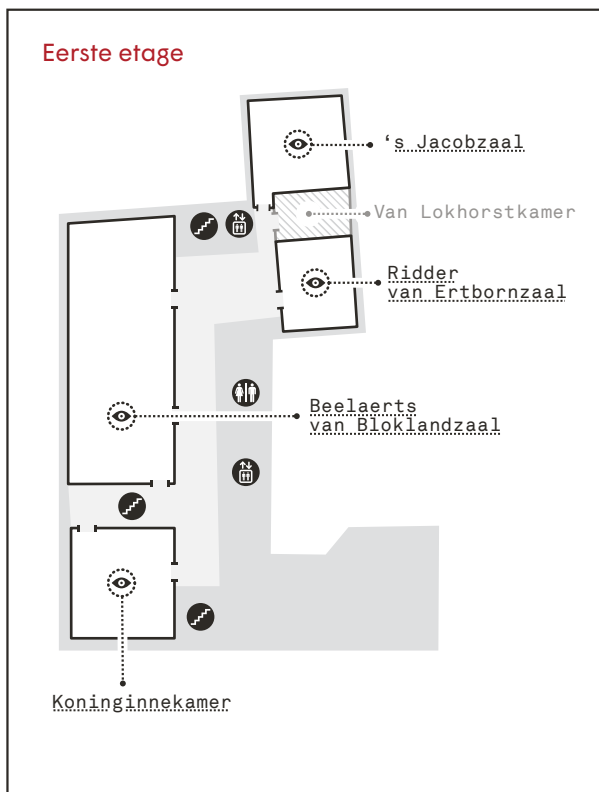 Eerste etage
‘s Jacobzaal
Van Lokhorstkamer
Ridder
van Ertbornzaal
Beelaerts
van Bloklandzaal
Koninginnekamer